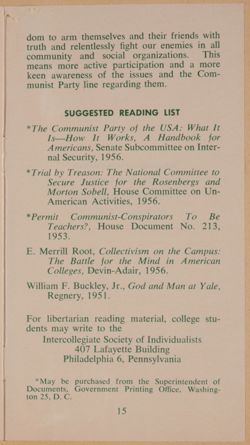 dom to arm themselves and their friends with
truth and relentlessly fight our enemies in all
community and social organizations. This
means more active participation and a more
keen awareness of the issues and the Com-
munist Party line regarding them.
SUGGESTED READING LIST
*The Communist Party of the USA: What It
Is—How It Works, A Handbook for
Americans, Senate Subcommittee on Inter-
nal Security, 1956.
*Trial by Treason: The National Committee to
Secure Justice for the Rosenbergs and
Morton Sobell, House Committee on Un-
American Activities, 1956.
*Permit Communist-Conspirators To Be
Teachers?, House Document No. 213,
1953.
E. Merrill Root, Collectivism on the Campus:
The Battle for the Mind in American
Colleges, Devin-Adair, 1956.
William F. Buckley, Jr., God and Man at Yale,
Regnery, 1951.
For libertarian reading material, college stu-
dents may write to the
Intercollegiate Society of Individualists
407 Lafayette Building
Philadelphia 6, Pennsylvania
*May be purchased from the Superintendent of
Documents, Government Printing Office, Washing-
ton 25, D. C.
15